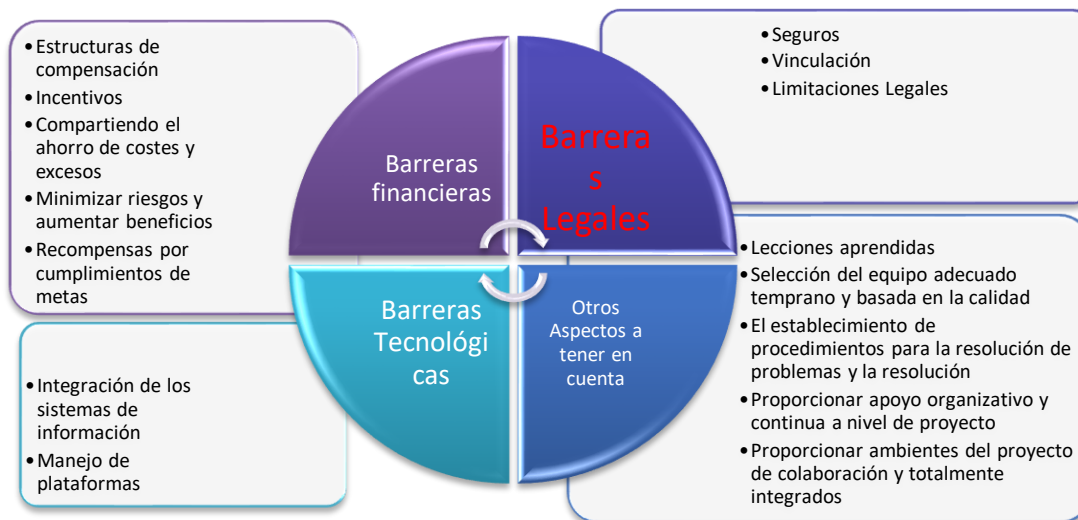 •Estructuras de
compensación
•Incentivos
•Compartiendo el
ahorro de costes y
excesos
•Minimizar riesgos y
aumentar beneficios
•Recompensas por
cumplimientos de
metas
Barreras
financieras
Barrera
s
Legales
•Seguros
•Vinculación
•Limitaciones Legales
•Integración de los
sistemas de
información
•Manejo de
plataformas
Barreras
Tecnológi
cas
Otros
Aspectos a
tener en
cuenta
•Lecciones aprendidas
•Selección del equipo adecuado
temprano y basada en la calidad
•El establecimiento de
procedimientos para la resolución de
problemas y la resolución
•Proporcionar apoyo organizativo y
continua a nivel de proyecto
•Proporcionar ambientes del proyecto
de colaboración y totalmente
integrados